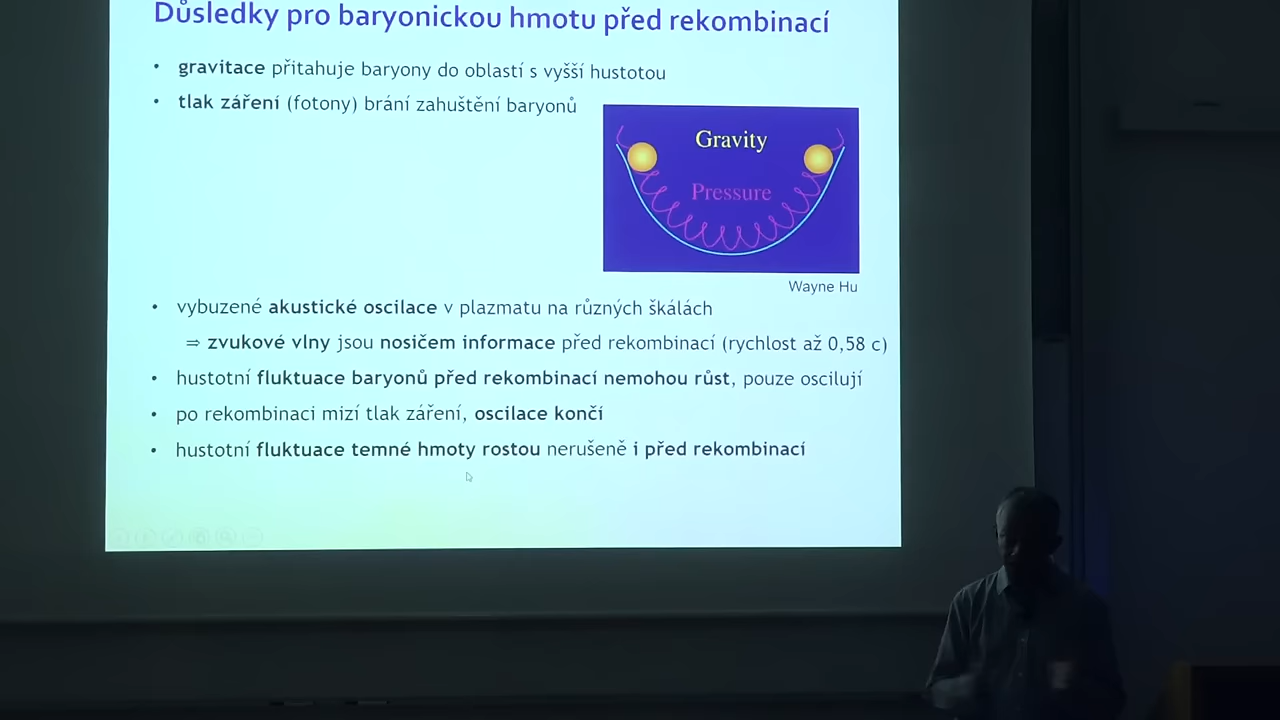 Důsledky pro baryonickou hmotu před rekombinací
• gravitace přitahuje baryony do oblastí s vyšší hustotou
• tlak záření (fotony) brání zahuštění baryonů
Gravity
Pressure
Wayne Hu
• vybuzené akustické oscilace v plazmatu na různých škálách
⇒ zvukové vlny jsou nosičem informace před rekombinací (rychlost až 0,58 c)
• hustotní fluktuace baryonů před rekombinací nemohou růst, pouze oscilují
• po rekombinaci mizí tlak záření, oscilace končí
• hustotní fluktuace temné hmoty rostou nerušeně i před rekombinací